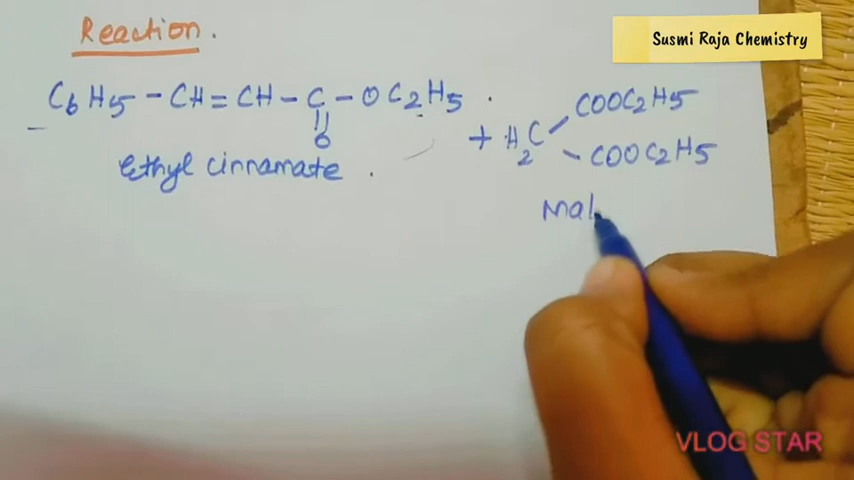 Reaction.
Susmi Raja Chemistry
C6H5 - CH = CH - C - OC2H5 .
O
Ethyl cinnamate .
+ H2C
COOC2H5
COOC2H5
Mal
VLOG STAR